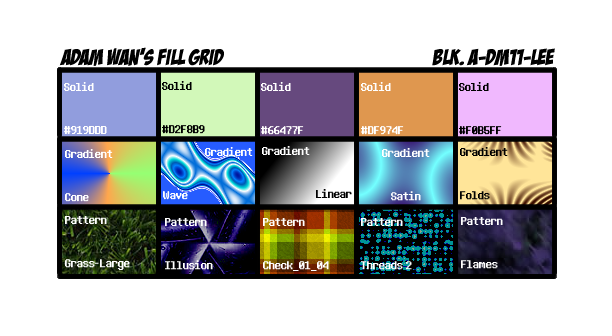 ADAM WAN'S FILL GRID
BLK. A-DM11-LEE
Solid
#919DDD
Solid
#D2F8B9
Solid
#66477F
Solid
#DF974F
Solid
#F0B5FF
Gradient
Cone
Gradient
Wave
Gradient
Linear
Gradient
Satin
Gradient
Folds
Pattern
Grass-Large
Pattern
Illusion
Pattern
Check_01_04
Pattern
Threads 2
Pattern
Flames